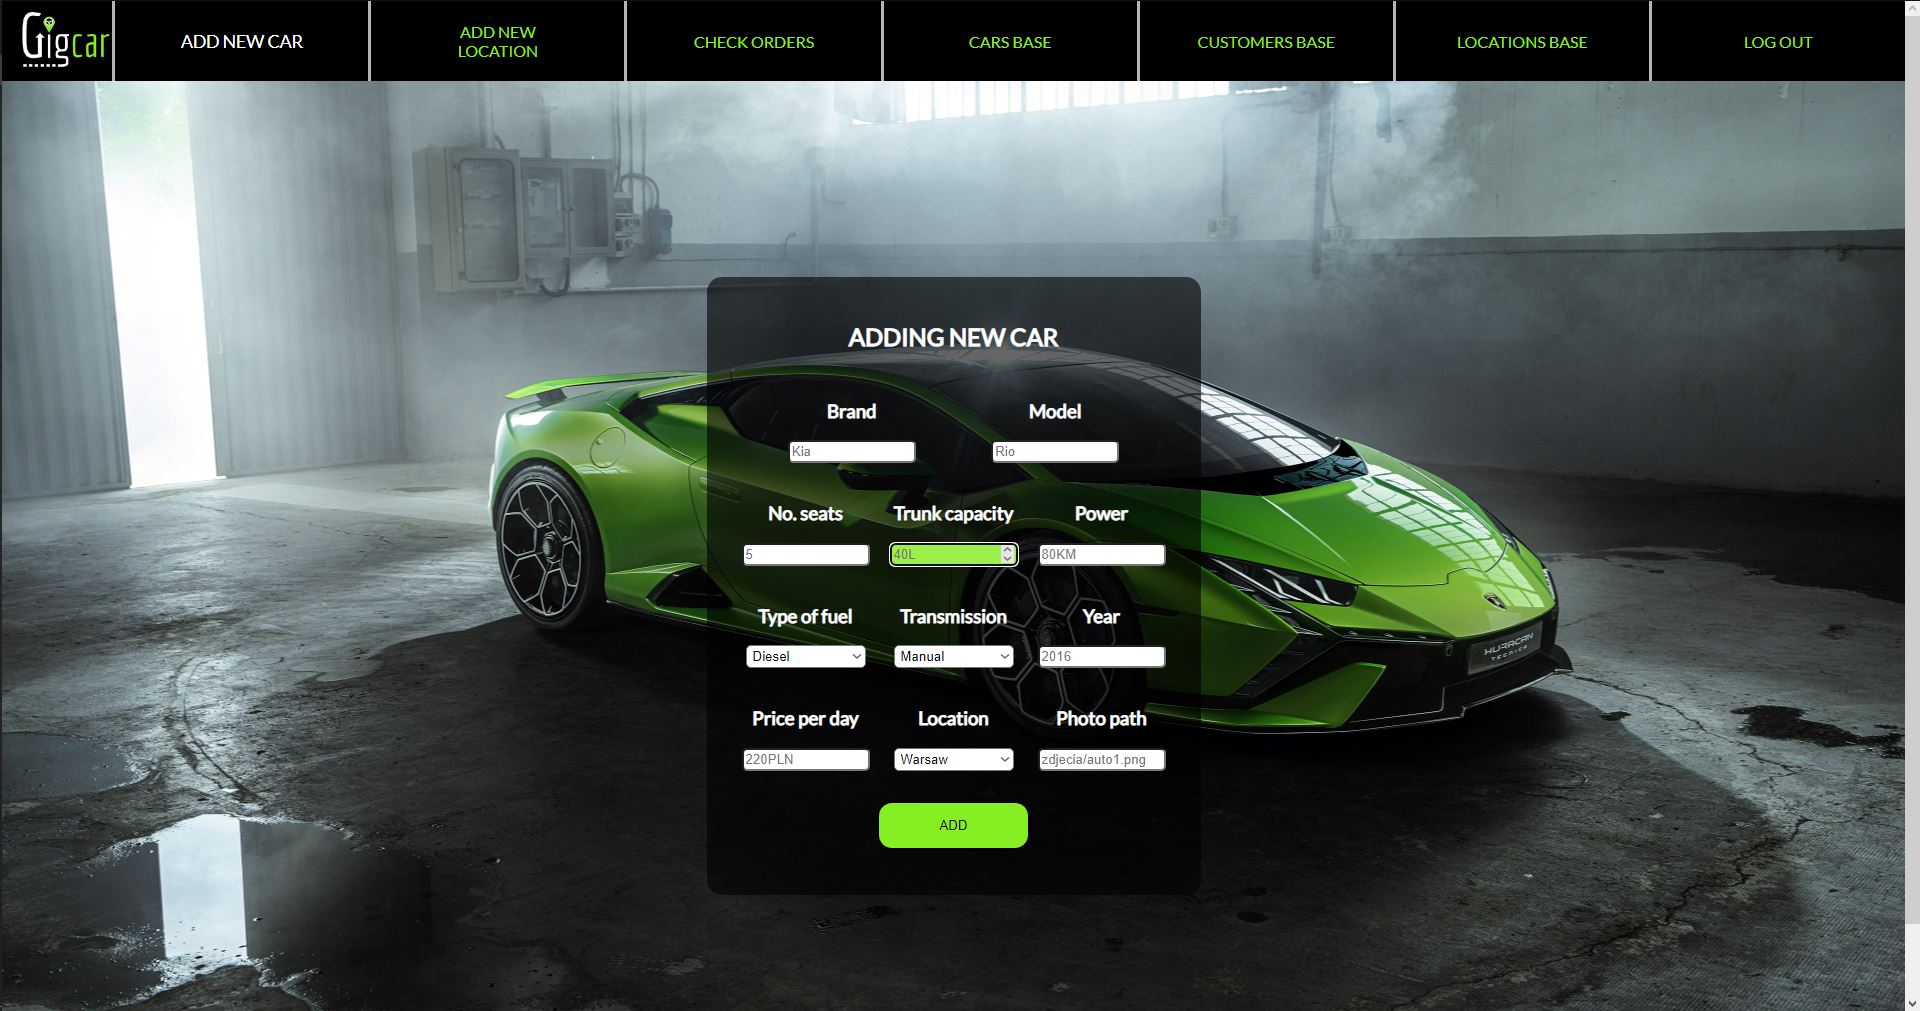 Gigcar
ADD NEW CAR
ADD NEW
LOCATION
CHECK ORDERS
CARS BASE
CUSTOMERS BASE
LOCATIONS BASE
LOG OUT
ADDING NEW CAR
Brand
Model
Kia
Rio
No. seats
Trunk capacity
Power
5
40L
80KM
Type of fuel
Transmission
Year
Diesel
Manual
2016
Price per day
Location
Photo path
220PLN
Warsaw
zdjecia/auto1.png
ADD
HURACAN
TECNICA